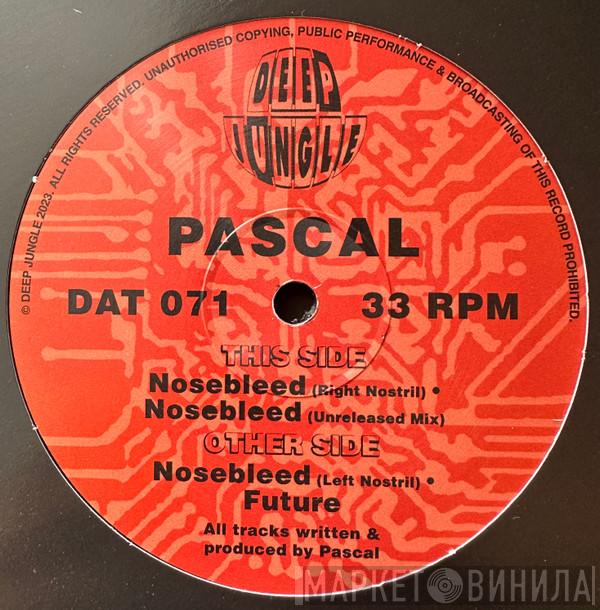 © DEEP JUNGLE 2023. ALL RIGHTS RESERVED. UNAUTHORISED COPYING, PUBLIC PERFORMANCE & BROADCASTING OF THIS RECORD PROHIBITED.
DEEP
JUNGLE
PASCAL
DAT 071 33 RPM
THIS SIDE
Nosebleed (Right Nostril) •
Nosebleed (Unreleased Mix)
OTHER SIDE
Nosebleed (Left Nostril) •
Future
All tracks written &
produced by Pascal
МАРКЕТ ВИНИЛА